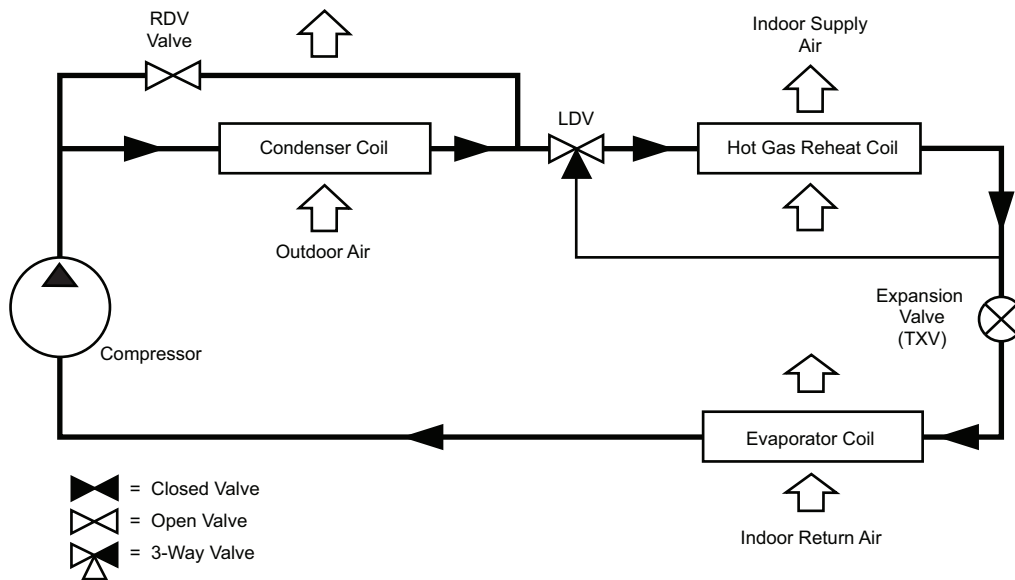 RDV
Valve
Indoor Supply
Air
LDV
Condenser Coil
Hot Gas Reheat Coil
Outdoor Air
Expansion
Valve
(TXV)
Compressor
Evaporator Coil
= Closed Valve
= Open Valve
Indoor Return Air
= 3-Way Valve